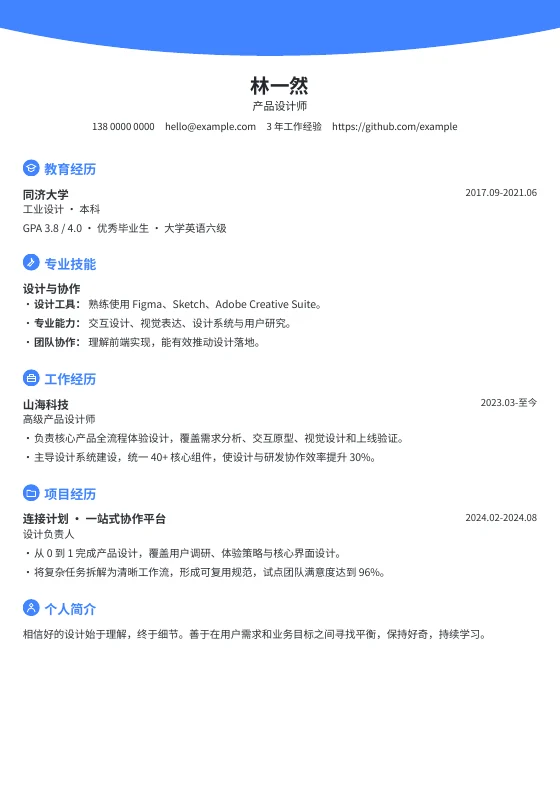 林一然
产品设计师
138 0000 0000 hello@example.com 3 年工作经验 https://github.com/example
教育经历
同济大学 2017.09-2021.06
工业设计 · 本科
GPA 3.8 / 4.0 · 优秀毕业生 · 大学英语六级
专业技能
设计与协作
· 设计工具： 熟练使用 Figma、Sketch、Adobe Creative Suite。
· 专业能力： 交互设计、视觉表达、设计系统与用户研究。
· 团队协作： 理解前端实现，能有效推动设计落地。
工作经历
山海科技 2023.03-至今
高级产品设计师
· 负责核心产品全流程体验设计，覆盖需求分析、交互原型、视觉设计和上线验证。
· 主导设计系统建设，统一 40+ 核心组件，使设计与研发协作效率提升 30%。
项目经历
连接计划 · 一站式协作平台 2024.02-2024.08
设计负责人
· 从 0 到 1 完成产品设计，覆盖用户调研、体验策略与核心界面设计。
· 将复杂任务拆解为清晰工作流，形成可复用规范，试点团队满意度达到 96%。
个人简介
相信好的设计始于理解，终于细节。善于在用户需求和业务目标之间寻找平衡，保持好奇，持续学习。